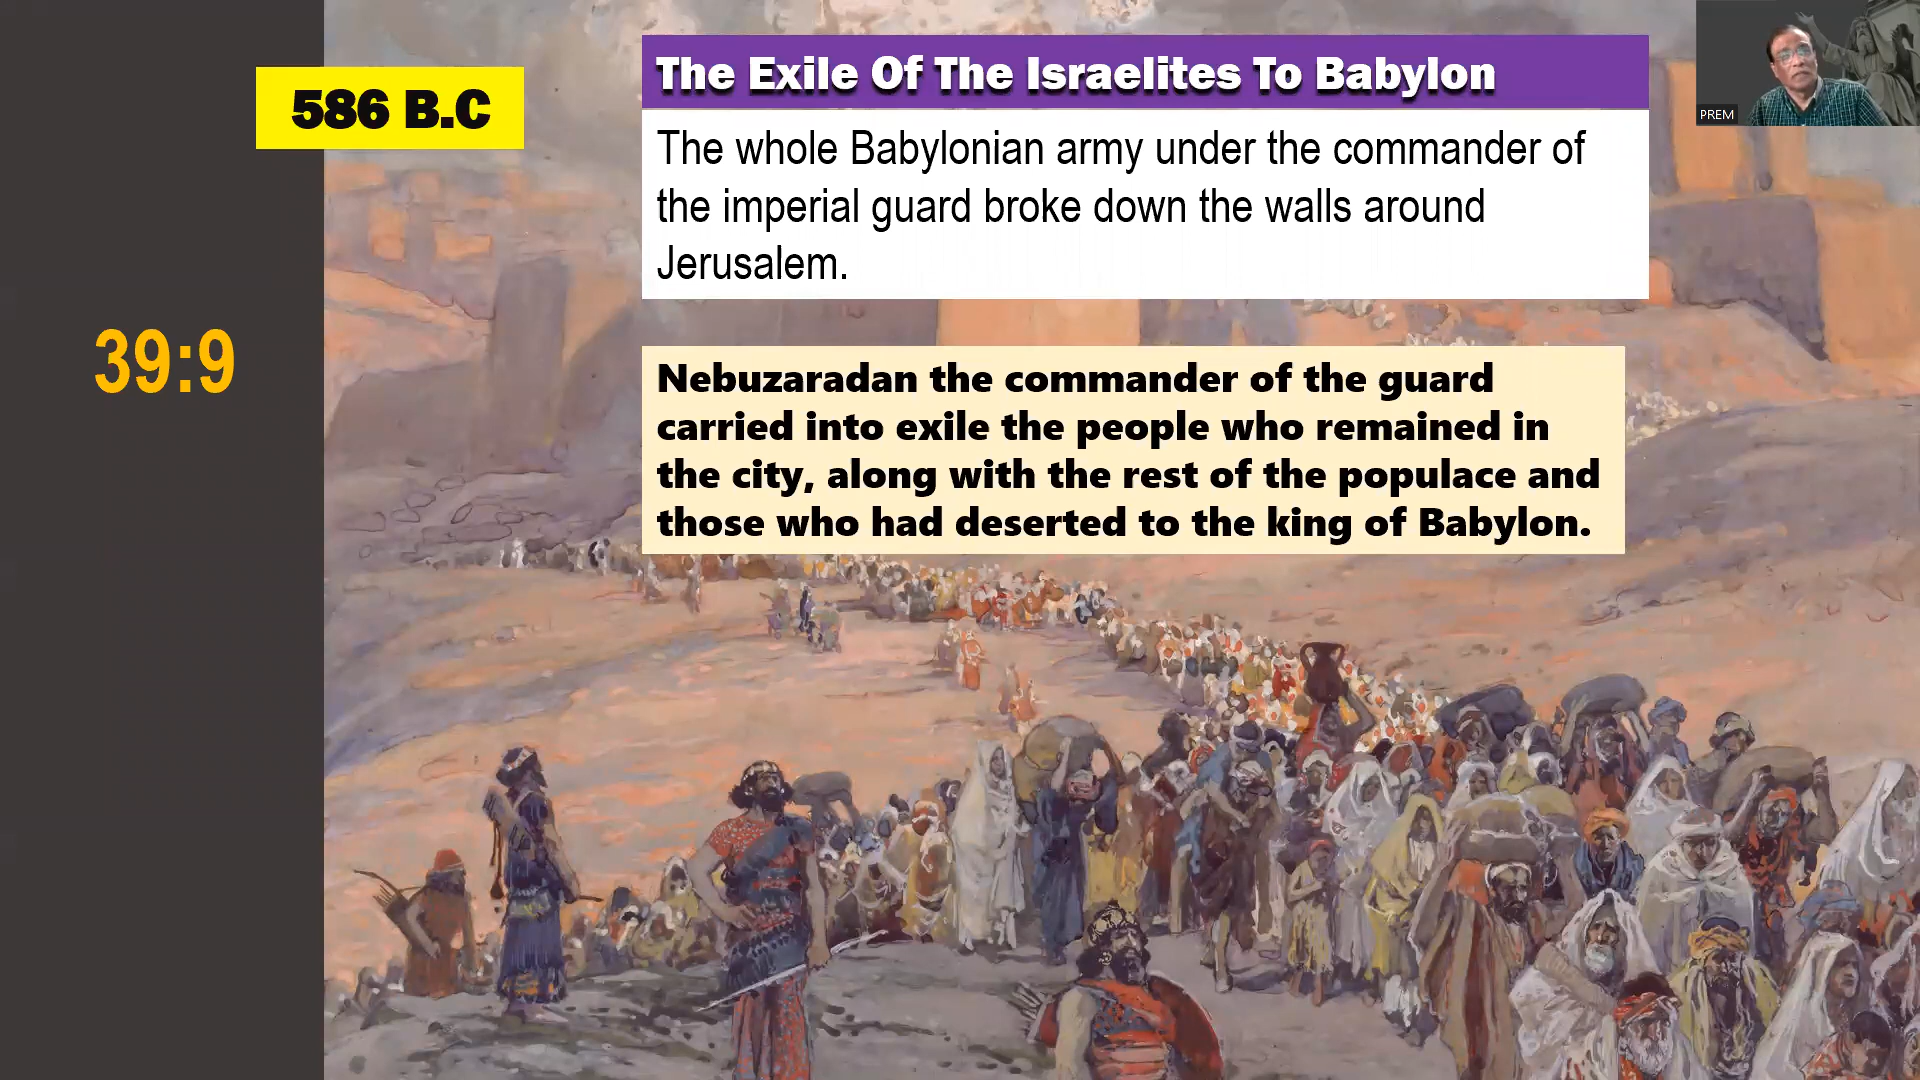 586 B.C
The Exile Of The Israelites To Babylon
The whole Babylonian army under the commander of
the imperial guard broke down the walls around
Jerusalem.
39:9
Nebuzaradan the commander of the guard
carried into exile the people who remained in
the city, along with the rest of the populace and
those who had deserted to the king of Babylon.
PREM